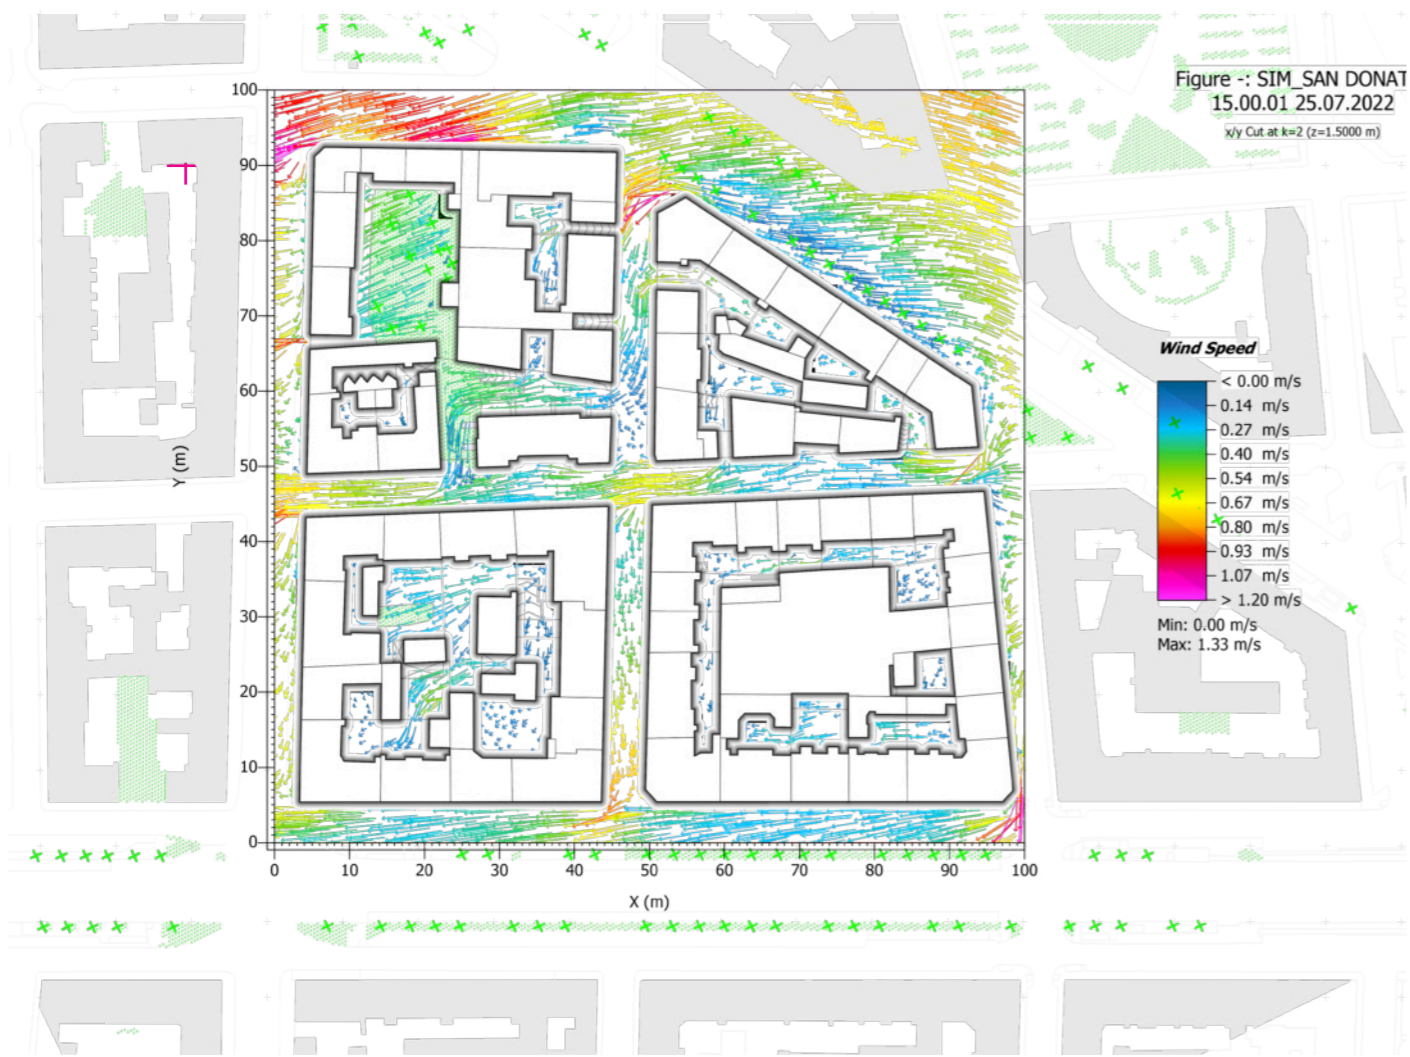 Figure -: SIM_SAN DONAT
15.00.01 25.07.2022
x/y Cut at k=2 (z=1.5000 m)
100
90
80
70
60
50
40
30
20
10
0
Y (m)
0 10 20 30 40 50 60 70 80 90 100
X (m)
Wind Speed
< 0.00 m/s
0.14 m/s
0.27 m/s
0.40 m/s
0.54 m/s
0.67 m/s
0.80 m/s
0.93 m/s
1.07 m/s
> 1.20 m/s
Min: 0.00 m/s
Max: 1.33 m/s